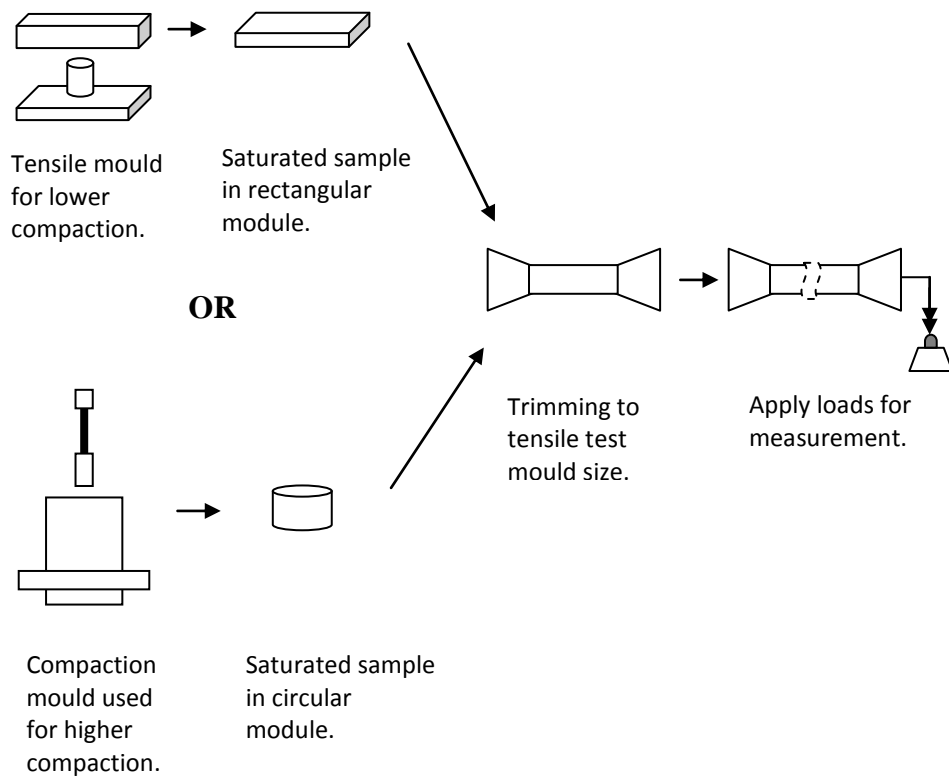 Tensile mould
for lower
compaction.
Saturated sample
in rectangular
module.
OR
Trimming to
tensile test
mould size.
Apply loads for
measurement.
Compaction
mould used
for higher
compaction.
Saturated sample
in circular
module.